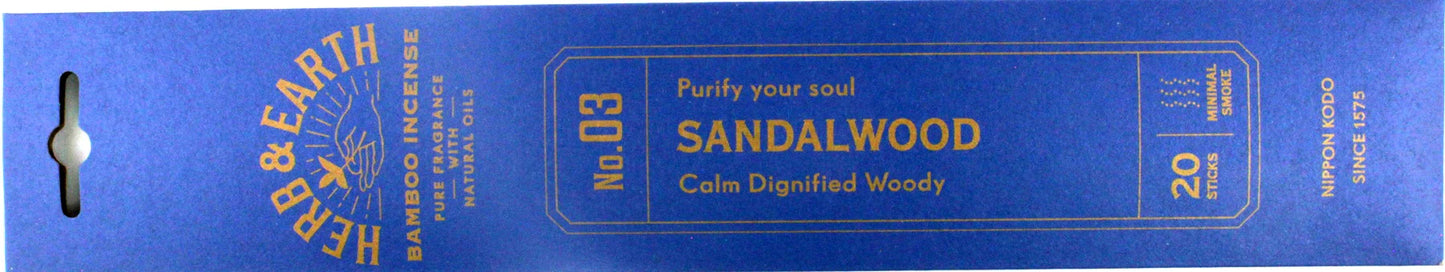 HERB & EARTH
BAMBOO INCENSE
PURE FRAGRANCE
WITH
NATURAL OILS
No.03
Purify your soul
SANDALWOOD
Calm Dignified Woody
MINIMAL
SMOKE
20
STICKS
NIPPON KODO
SINCE 1575